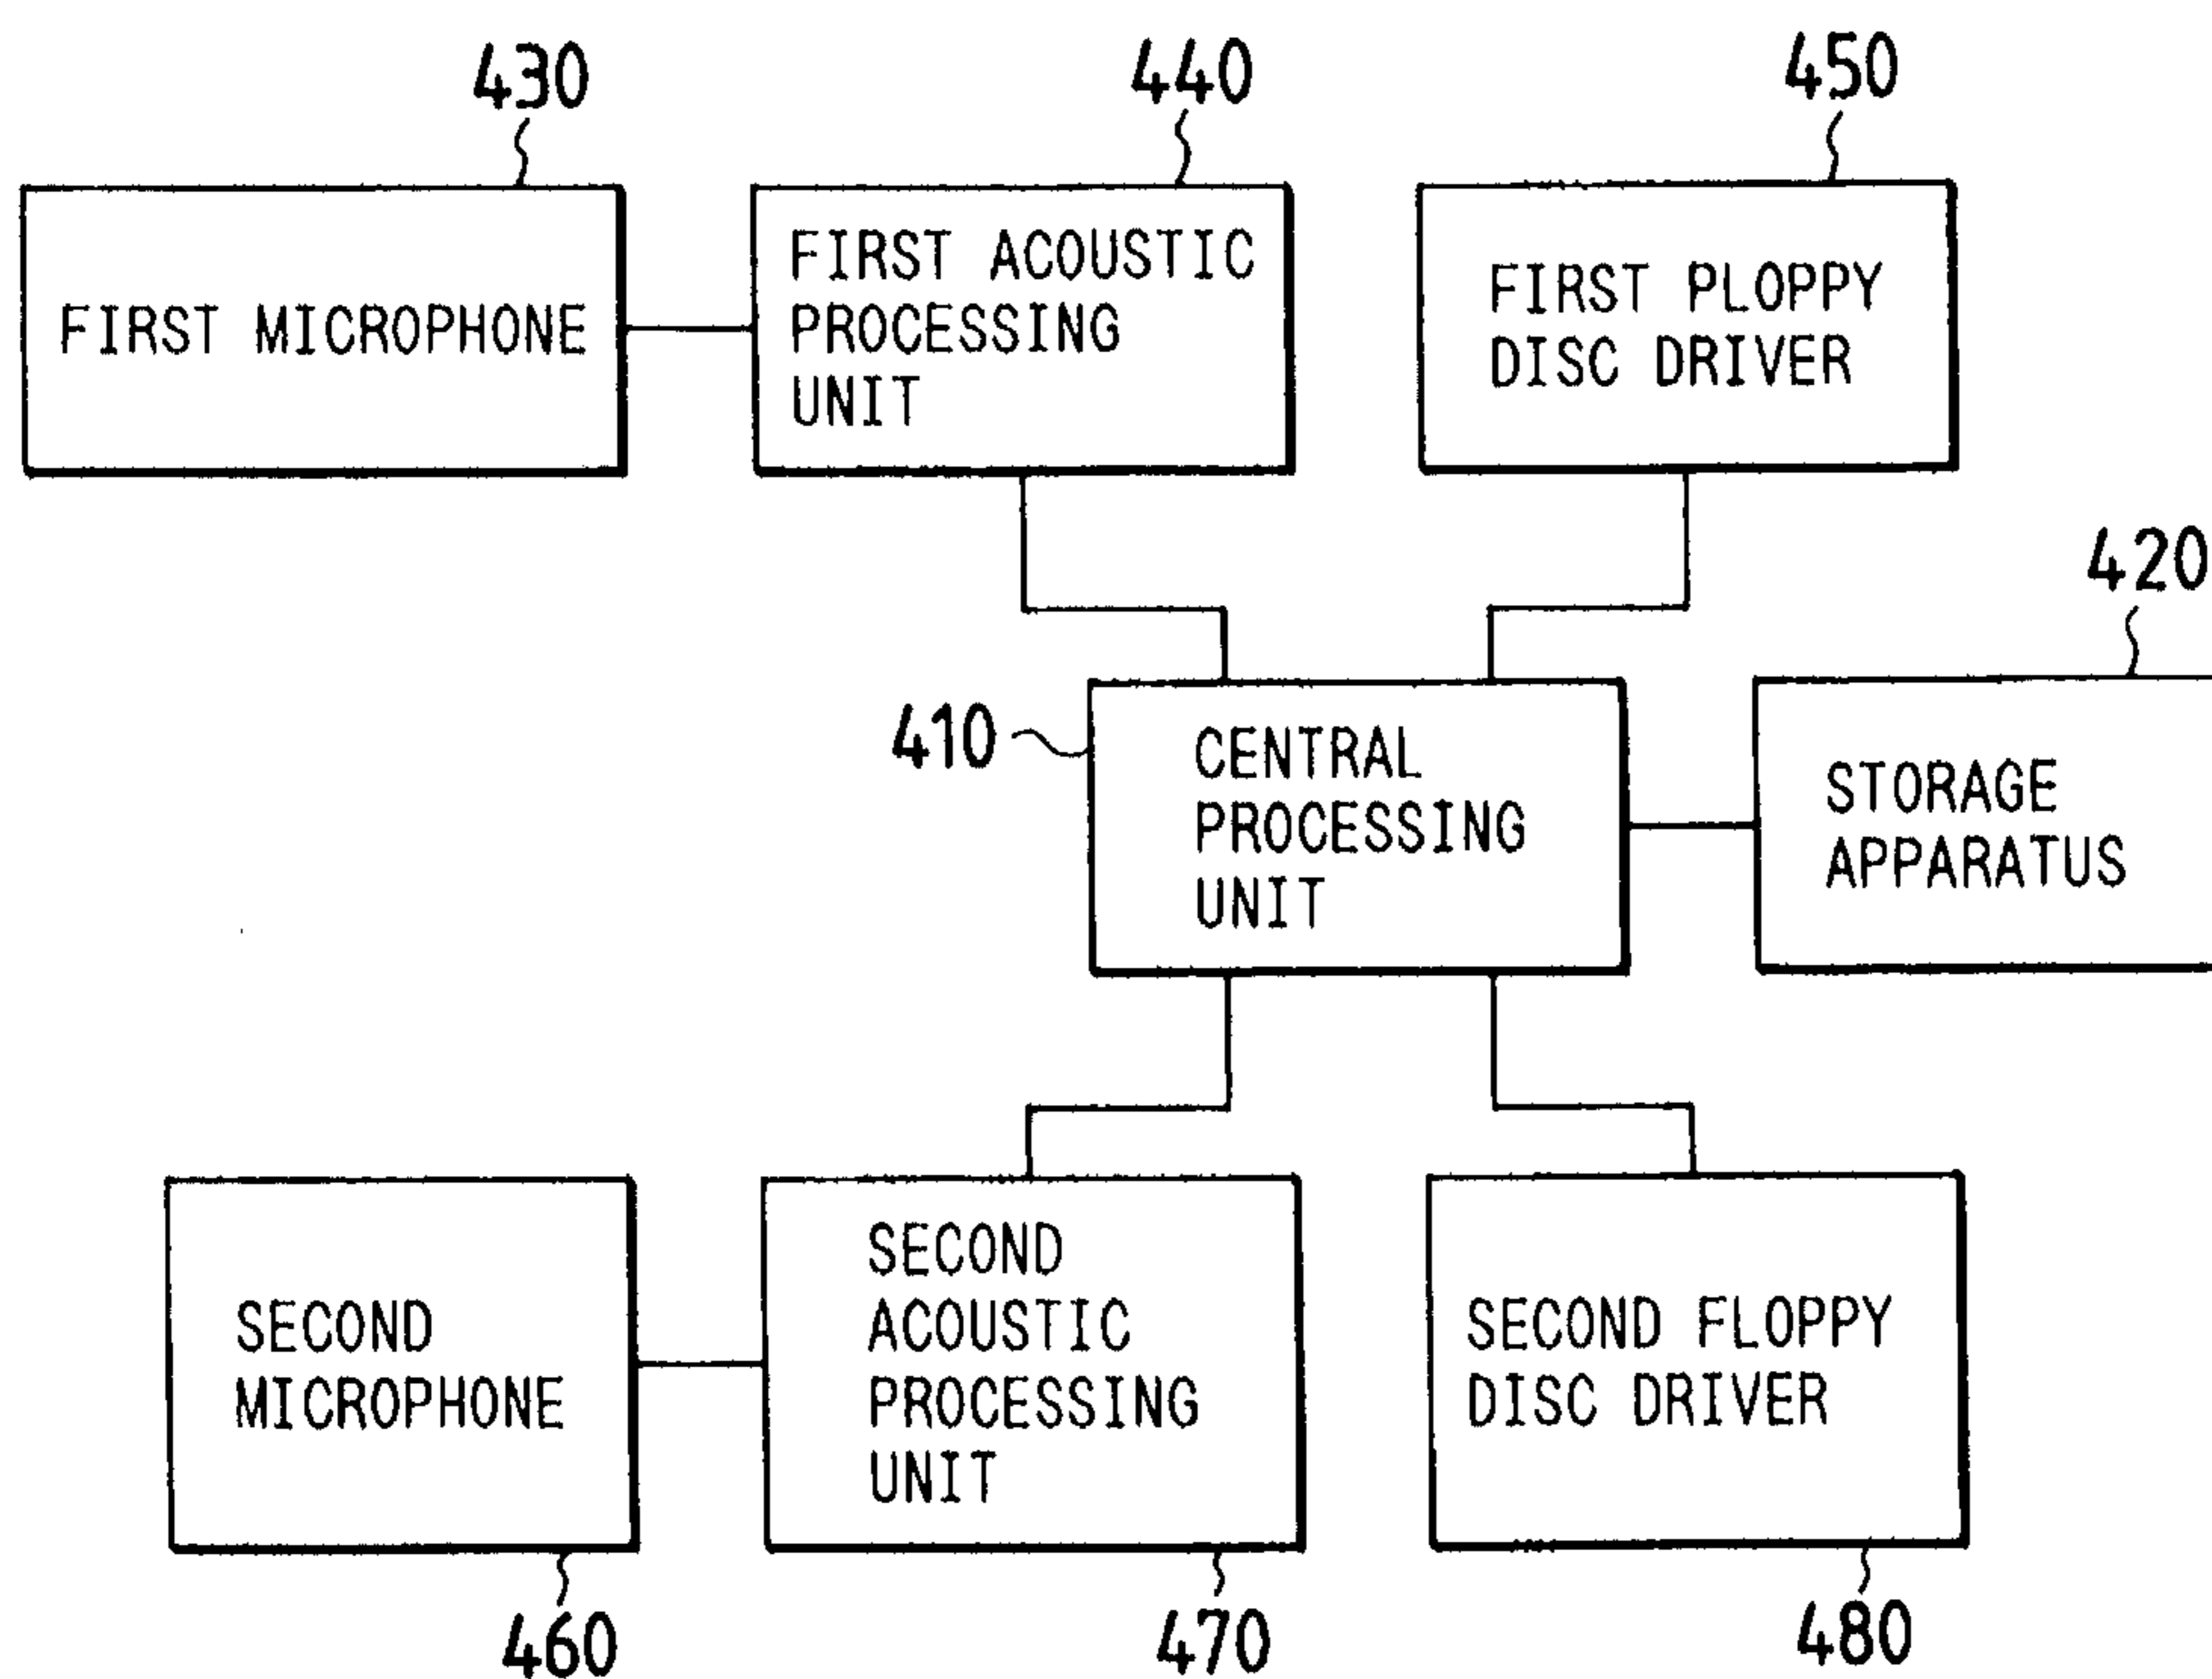 430
440
450
FIRST MICROPHONE
FIRST ACOUSTIC
PROCESSING
UNIT
FIRST PLOPPY
DISC DRIVER
420
410
CENTRAL
PROCESSING
UNIT
STORAGE
APPARATUS
SECOND
MICROPHONE
SECOND
ACOUSTIC
PROCESSING
UNIT
SECOND FLOPPY
DISC DRIVER
460
470
480